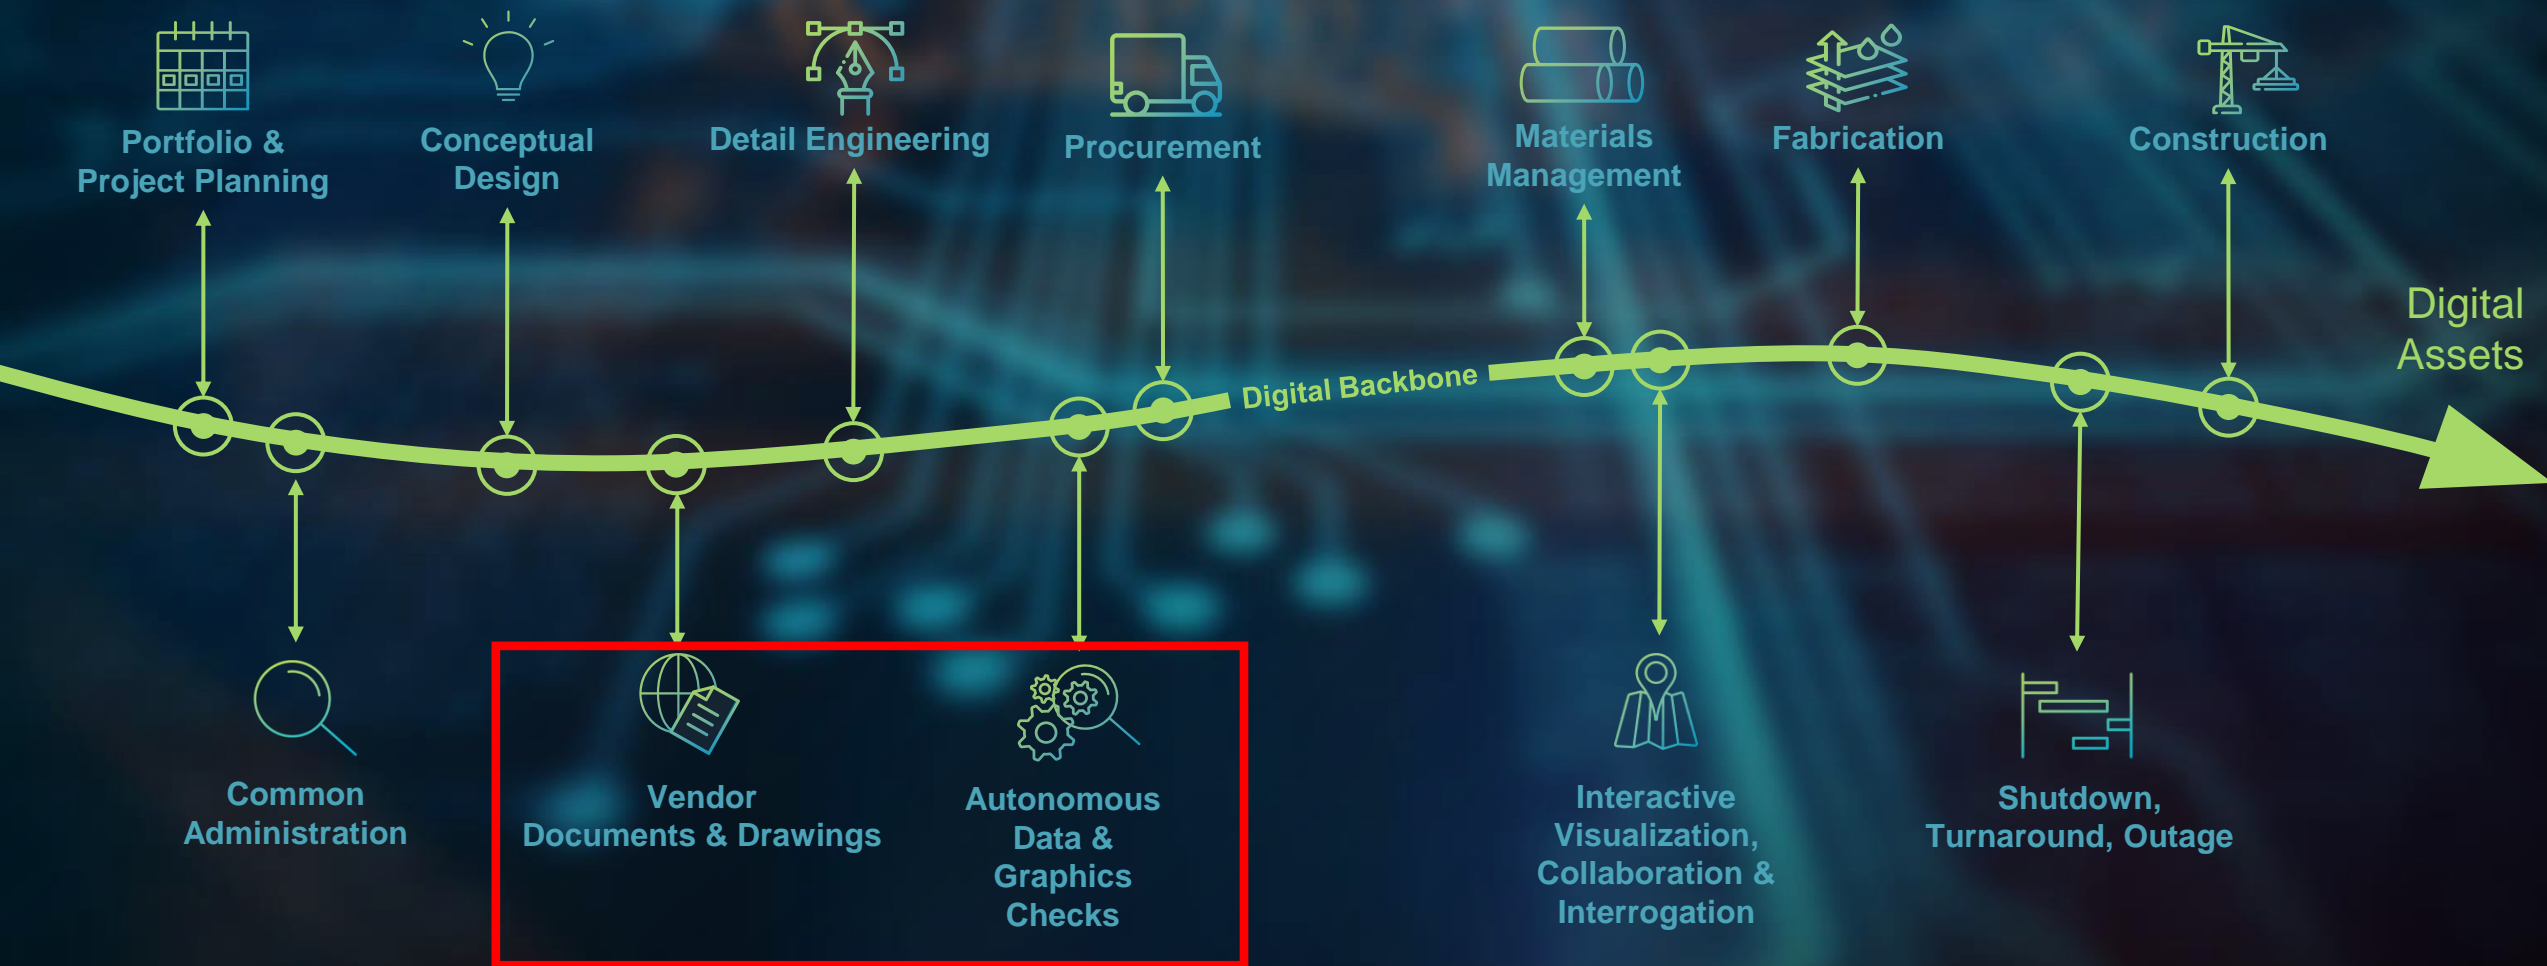 Portfolio &
Project Planning
Conceptual
Design
Detail Engineering
Procurement
Materials
Management
Fabrication
Construction
Digital
Assets
Digital Backbone
Common
Administration
Vendor
Documents & Drawings
Autonomous
Data &
Graphics
Checks
Interactive
Visualization,
Collaboration &
Interrogation
Shutdown,
Turnaround, Outage